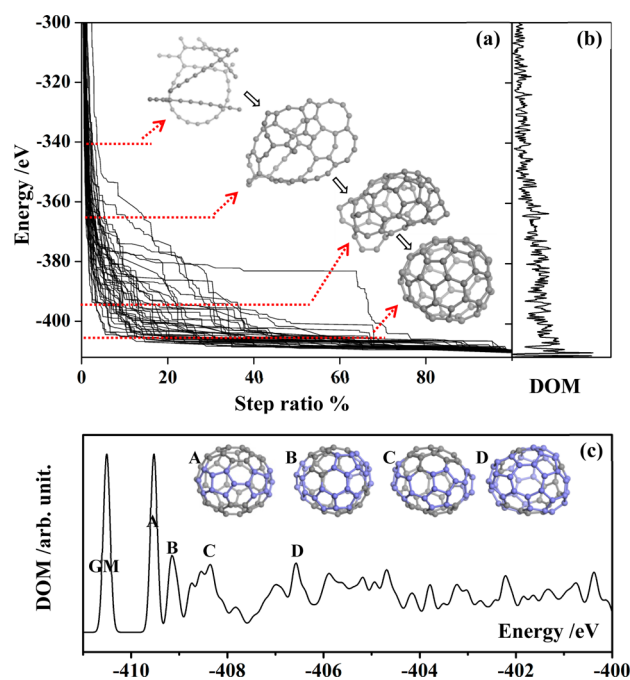 -300
(a)
(b)
-320
-340
Energy /eV
-360
-380
-400
0
20
40
60
80
Step ratio %
DOM
(c)
A
B
C
D
DOM /arb. unit.
GM
A
B
C
D
Energy /eV
-410
-408
-406
-404
-402
-400